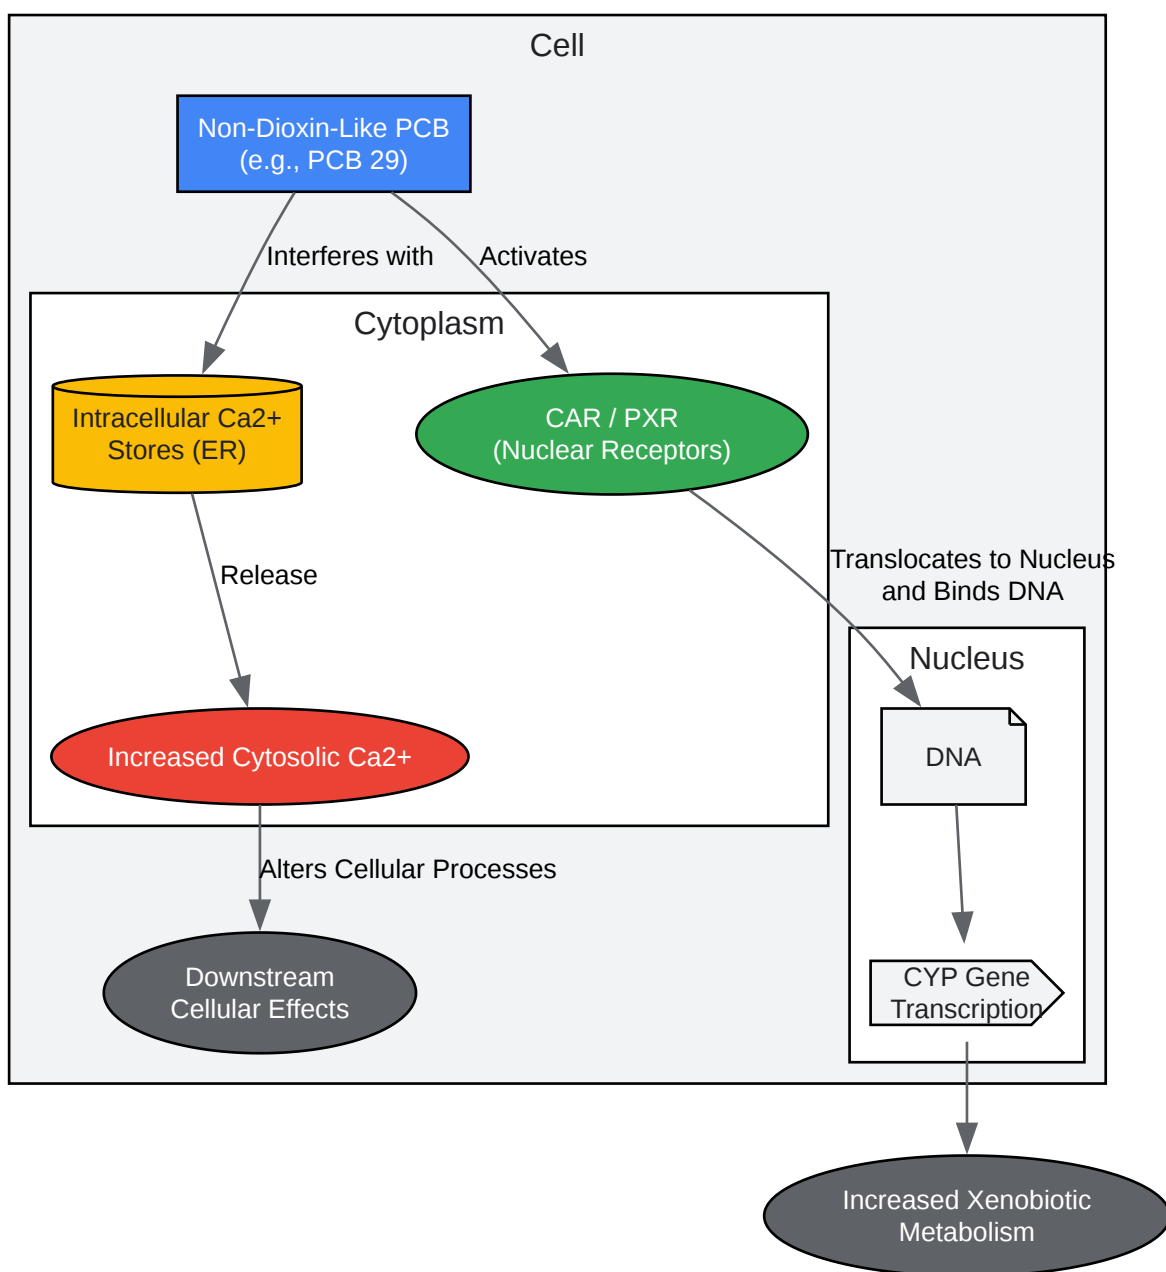 Cell
Non-Dioxin-Like PCB
(e.g., PCB 29)
Interferes with
Activates
Cytoplasm
Intracellular Ca2+
Stores (ER)
CAR / PXR
(Nuclear Receptors)
Release
Translocates to Nucleus
and Binds DNA
Nucleus
Increased Cytosolic Ca2+
DNA
Alters Cellular Processes
Downstream
Cellular Effects
CYP Gene
Transcription
Increased Xenobiotic
Metabolism